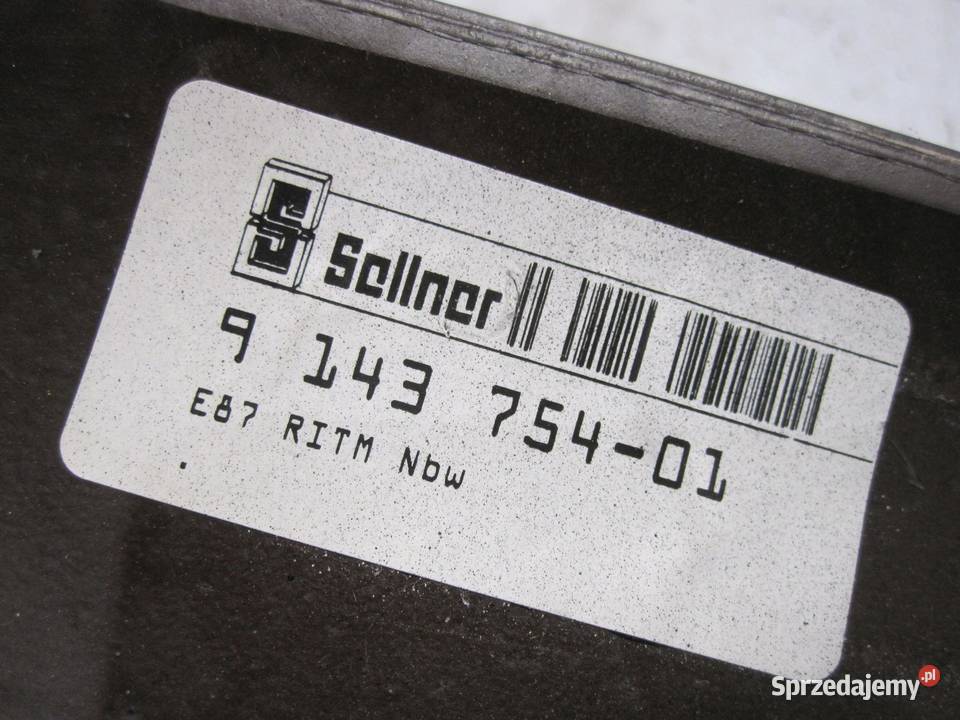 Sellner
9 143 754-01
E87 RITM Nbw
Sprzedajemy.pl